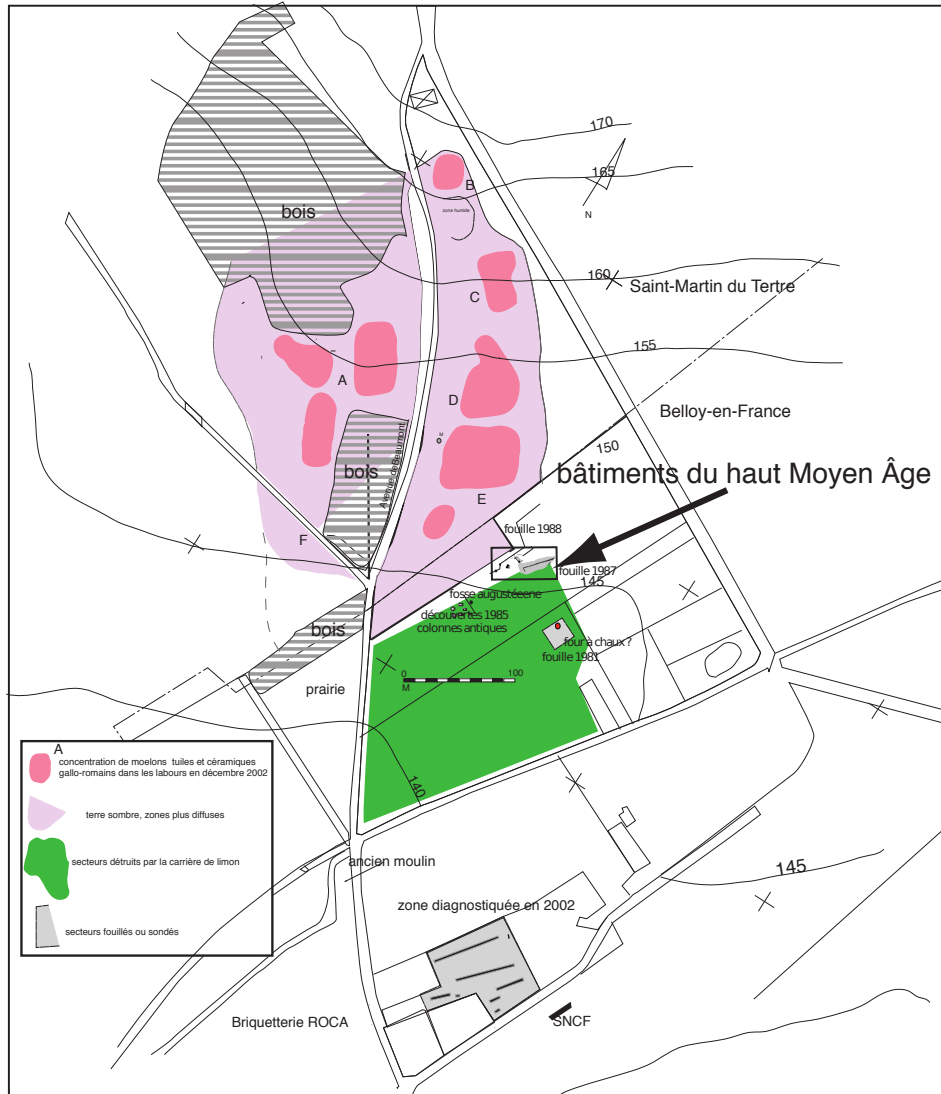 170
165
B
bois
zone humide
N
160
Saint-Martin du Tertre
C
155
A
D
Belloy-en-France
M
150
bois
Avenue de Beaumont
bâtiments du haut Moyen Âge
E
fouille 1988
F
fouille 1987
145
fosse augustéeene
découvertes 1985
colonnes antiques
bois
four à chaux ?
fouille 1981
prairie
0
100
M
A
concentration de moelons tuiles et céramiques
gallo-romains dans les labours en décembre 2002
terre sombre, zones plus diffuses
secteurs détruits par la carrière de limon
secteurs fouillés ou sondés
140
ancien moulin
145
zone diagnostiquée en 2002
Briquetterie ROCA
SNCF